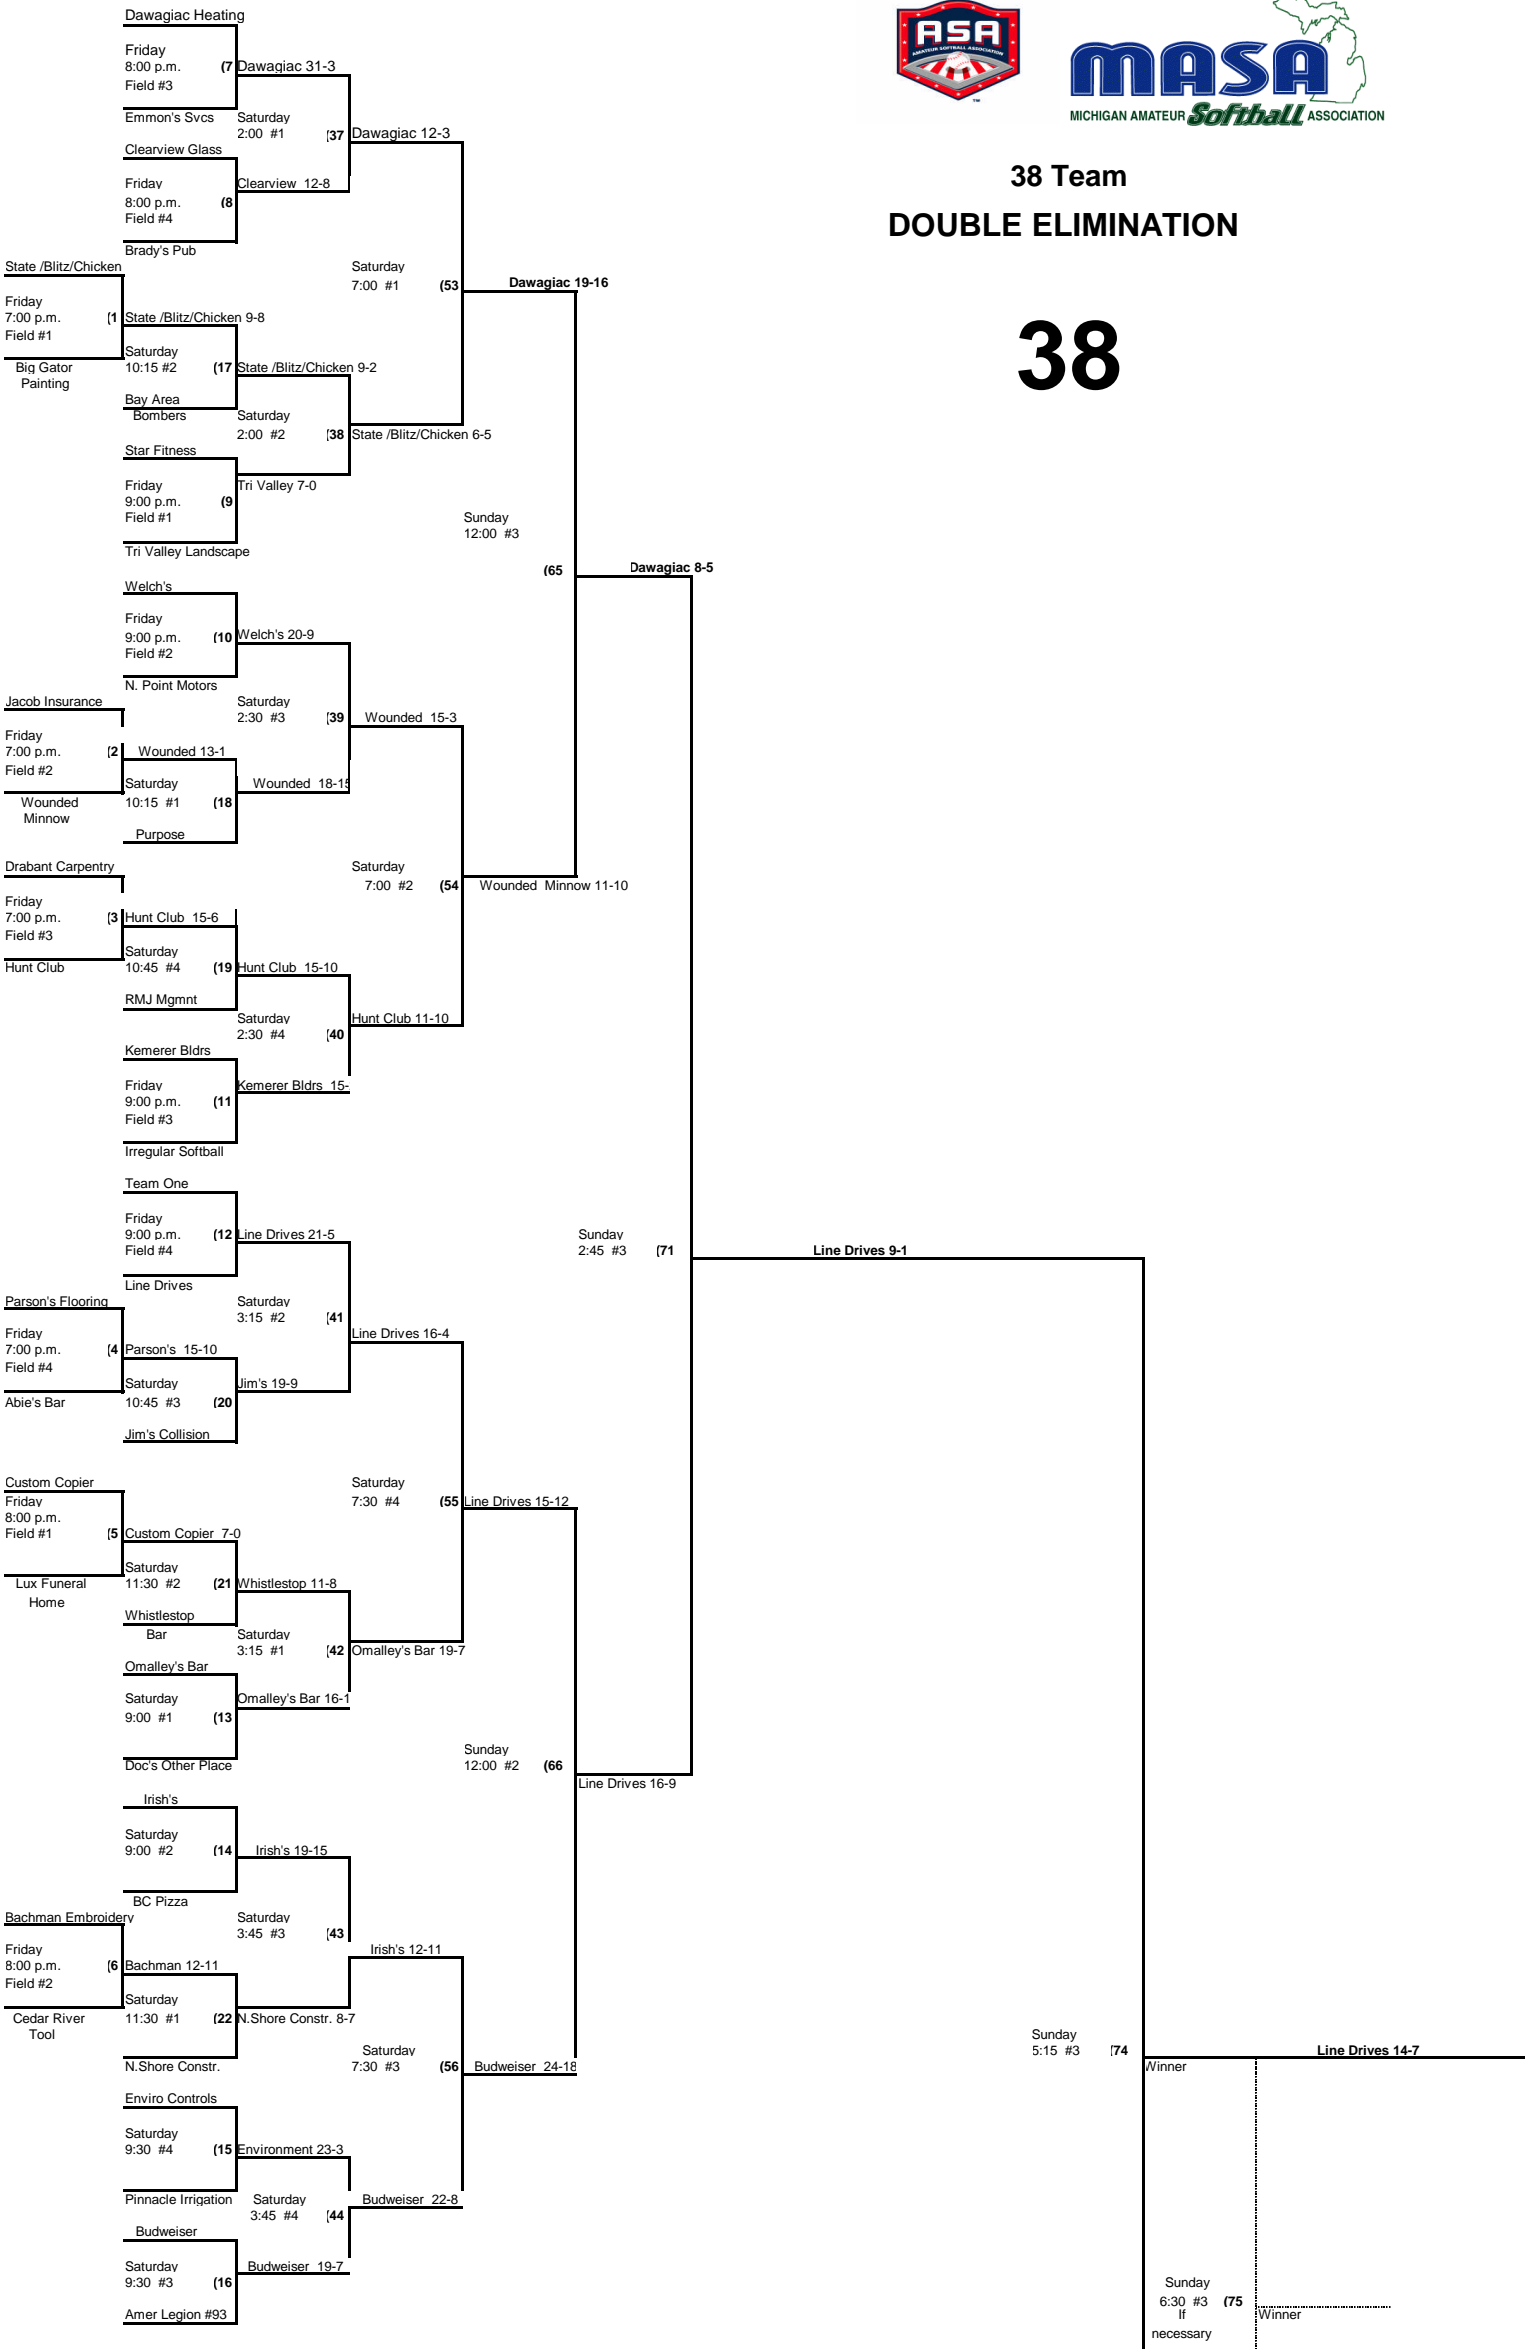 Dawagiac Heating
ASA
AMATEUR SOFTBALL ASSOCIATION
TM
MASA
MICHIGAN AMATEUR Softball ASSOCIATION
38 Team
DOUBLE ELIMINATION
38
Friday
8:00 p.m. (7 Dawagiac 31-3
Field #3
Emmon's Svcs
Saturday
2:00 #1 (37 Dawagiac 12-3
Clearview Glass
Friday
8:00 p.m. (8 Clearview 12-8
Field #4
Brady's Pub
State /Blitz/Chicken
Saturday
7:00 #1 (53 Dawagiac 19-16
Friday
7:00 p.m. (1 State /Blitz/Chicken 9-8
Field #1
Big Gator
Painting
Saturday
10:15 #2 (17 State /Blitz/Chicken 9-2
Bay Area
Bombers
Saturday
2:00 #2 (38 State /Blitz/Chicken 6-5
Star Fitness
Friday
9:00 p.m. (9 Tri Valley 7-0
Field #1
Tri Valley Landscape
Sunday
12:00 #3
(65 Dawagiac 8-5
Welch's
Friday
9:00 p.m. (10 Welch's 20-9
Field #2
N. Point Motors
Jacob Insurance
Saturday
2:30 #3 (39 Wounded 15-3
Friday
7:00 p.m. (2 Wounded 13-1
Field #2
Wounded
Minnow
Saturday
10:15 #1 (18 Wounded 18-15
Purpose
Drabant Carpentry
Saturday
7:00 #2 (54 Wounded Minnow 11-10
Friday
7:00 p.m. (3 Hunt Club 15-6
Field #3
Hunt Club
Saturday
10:45 #4 (19 Hunt Club 15-10
RMJ Mgmnt
Saturday
2:30 #4 (40 Hunt Club 11-10
Kemerer Bldrs
Friday
9:00 p.m. (11 Kemerer Bldrs 15-
Field #3
Irregular Softball
Team One
Friday
9:00 p.m. (12 Line Drives 21-5
Field #4
Line Drives
Sunday
2:45 #3 (71 Line Drives 9-1
Parson's Flooring
Saturday
3:15 #2 (41 Line Drives 16-4
Friday
7:00 p.m. (4 Parson's 15-10
Field #4
Abie's Bar
Saturday
10:45 #3 (20 Jim's 19-9
Jim's Collision
Custom Copier
Saturday
7:30 #4 (55 Line Drives 15-12
Friday
8:00 p.m.
Field #1 (5 Custom Copier 7-0
Lux Funeral
Home
Saturday
11:30 #2 (21 Whistlestop 11-8
Whistlestop
Bar
Saturday
3:15 #1 (42 Omalley's Bar 19-7
Omalley's Bar
Saturday
9:00 #1 (13 Omalley's Bar 16-1
Doc's Other Place
Sunday
12:00 #2 (66 Line Drives 16-9
Irish's
Saturday
9:00 #2 (14 Irish's 19-15
BC Pizza
Bachman Embroidery
Saturday
3:45 #3 (43 Irish's 12-11
Friday
8:00 p.m. (6 Bachman 12-11
Field #2
Cedar River
Tool
Saturday
11:30 #1 (22 N.Shore Constr. 8-7
N.Shore Constr.
Saturday
7:30 #3 (56 Budweiser 24-18
Sunday
5:15 #3 (74 Line Drives 14-7
Winner
Enviro Controls
Saturday
9:30 #4 (15 Environment 23-3
Pinnacle Irrigation
Saturday
3:45 #4 (44 Budweiser 22-8
Budweiser
Saturday
9:30 #3 (16 Budweiser 19-7
Amer Legion #93
Sunday
6:30 #3 (75 Winner
If
necessary